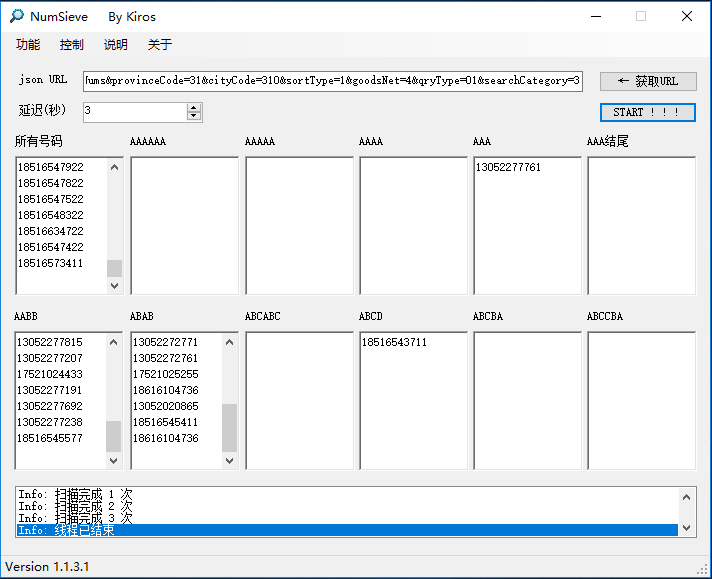 NumSieve By Kiros
功能 控制 说明 关于
json URL
Nums&provinceCode=31&cityCode=310&sortType=1&goodsNet=4&qryType=01&searchCategory=3
← 获取URL
延迟(秒)
3
START ! ! !
所有号码
18516547922
18516547822
18516547522
18516548322
18516634722
18516547422
18516573411
AAAAAA
AAAAA
AAAA
AAA
13052277761
AAA结尾
AABB
13052277815
13052277207
17521024433
13052277191
13052277692
13052277238
18516545577
ABAB
13052272771
13052272761
17521025255
18616104736
13052020865
18516545411
18616104736
ABCABC
ABCD
18516543711
ABCBA
ABCCBA
Info: 扫描完成 1 次
Info: 扫描完成 2 次
Info: 扫描完成 3 次
Info: 线程已结束
Version 1.1.3.1